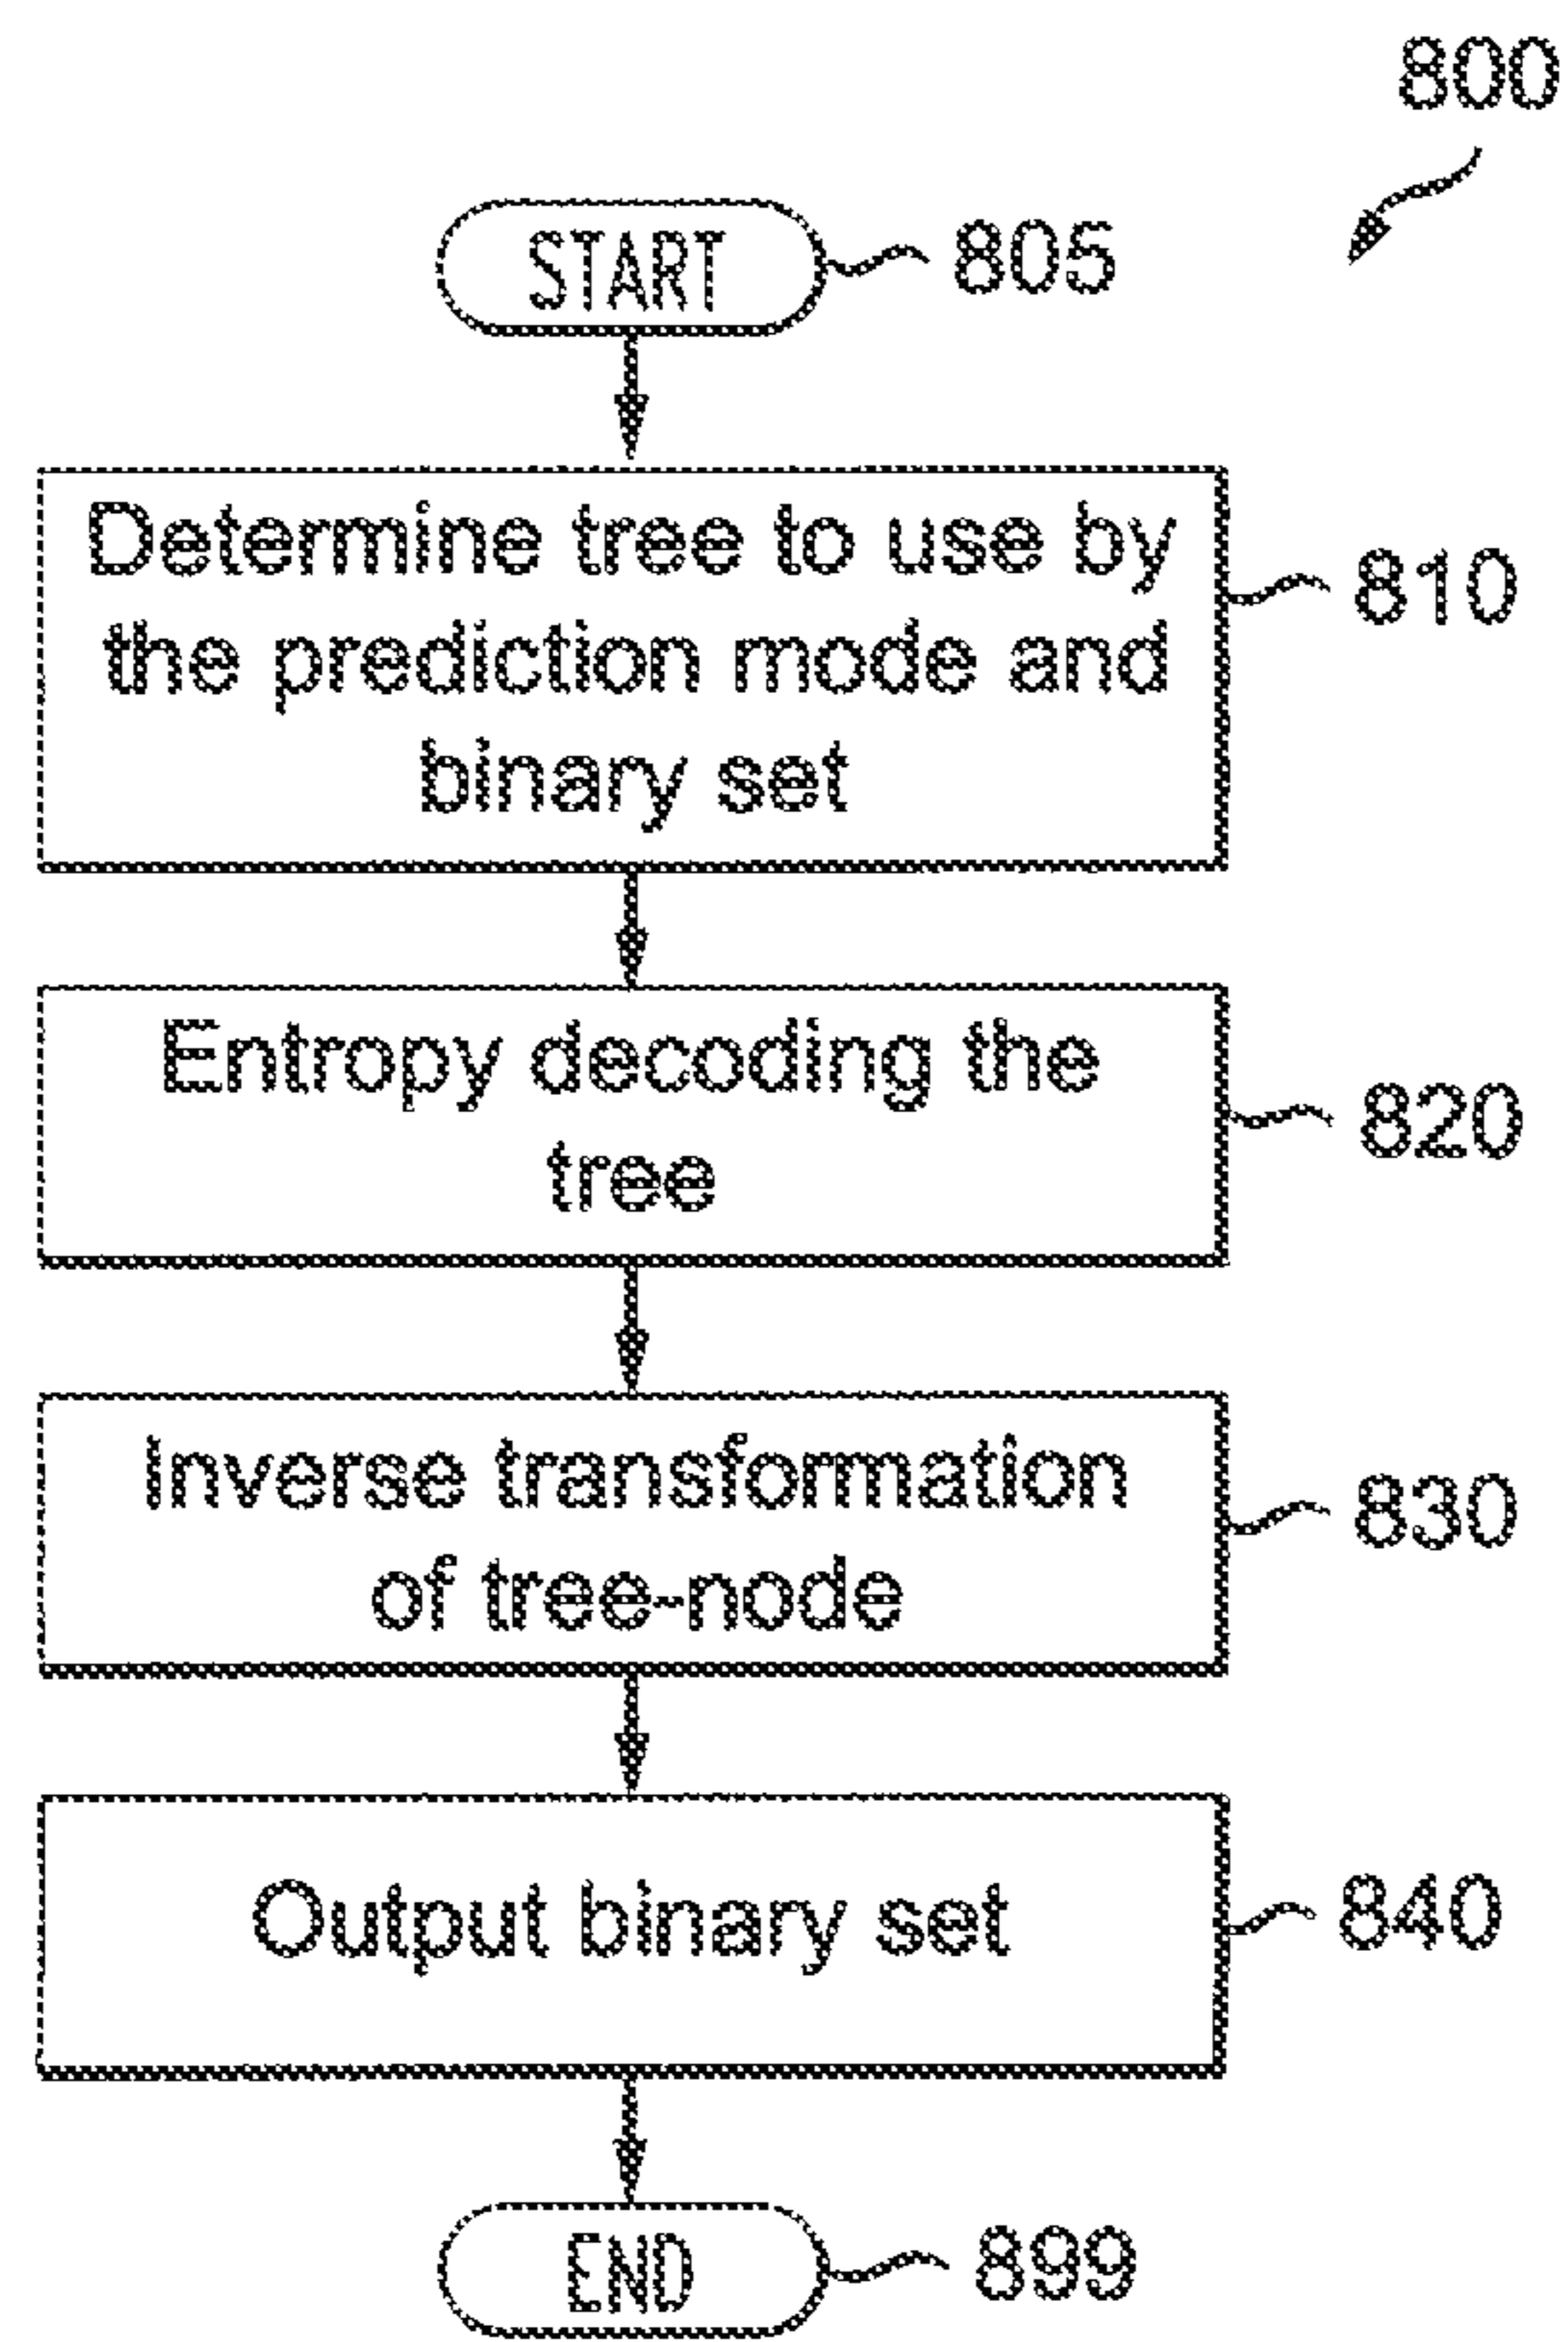 800
START
805
Determine tree to use by
the prediction mode and
binary set
810
Entropy decoding the
tree
820
Inverse transformation
of tree-node
830
Output binary set
840
END
899